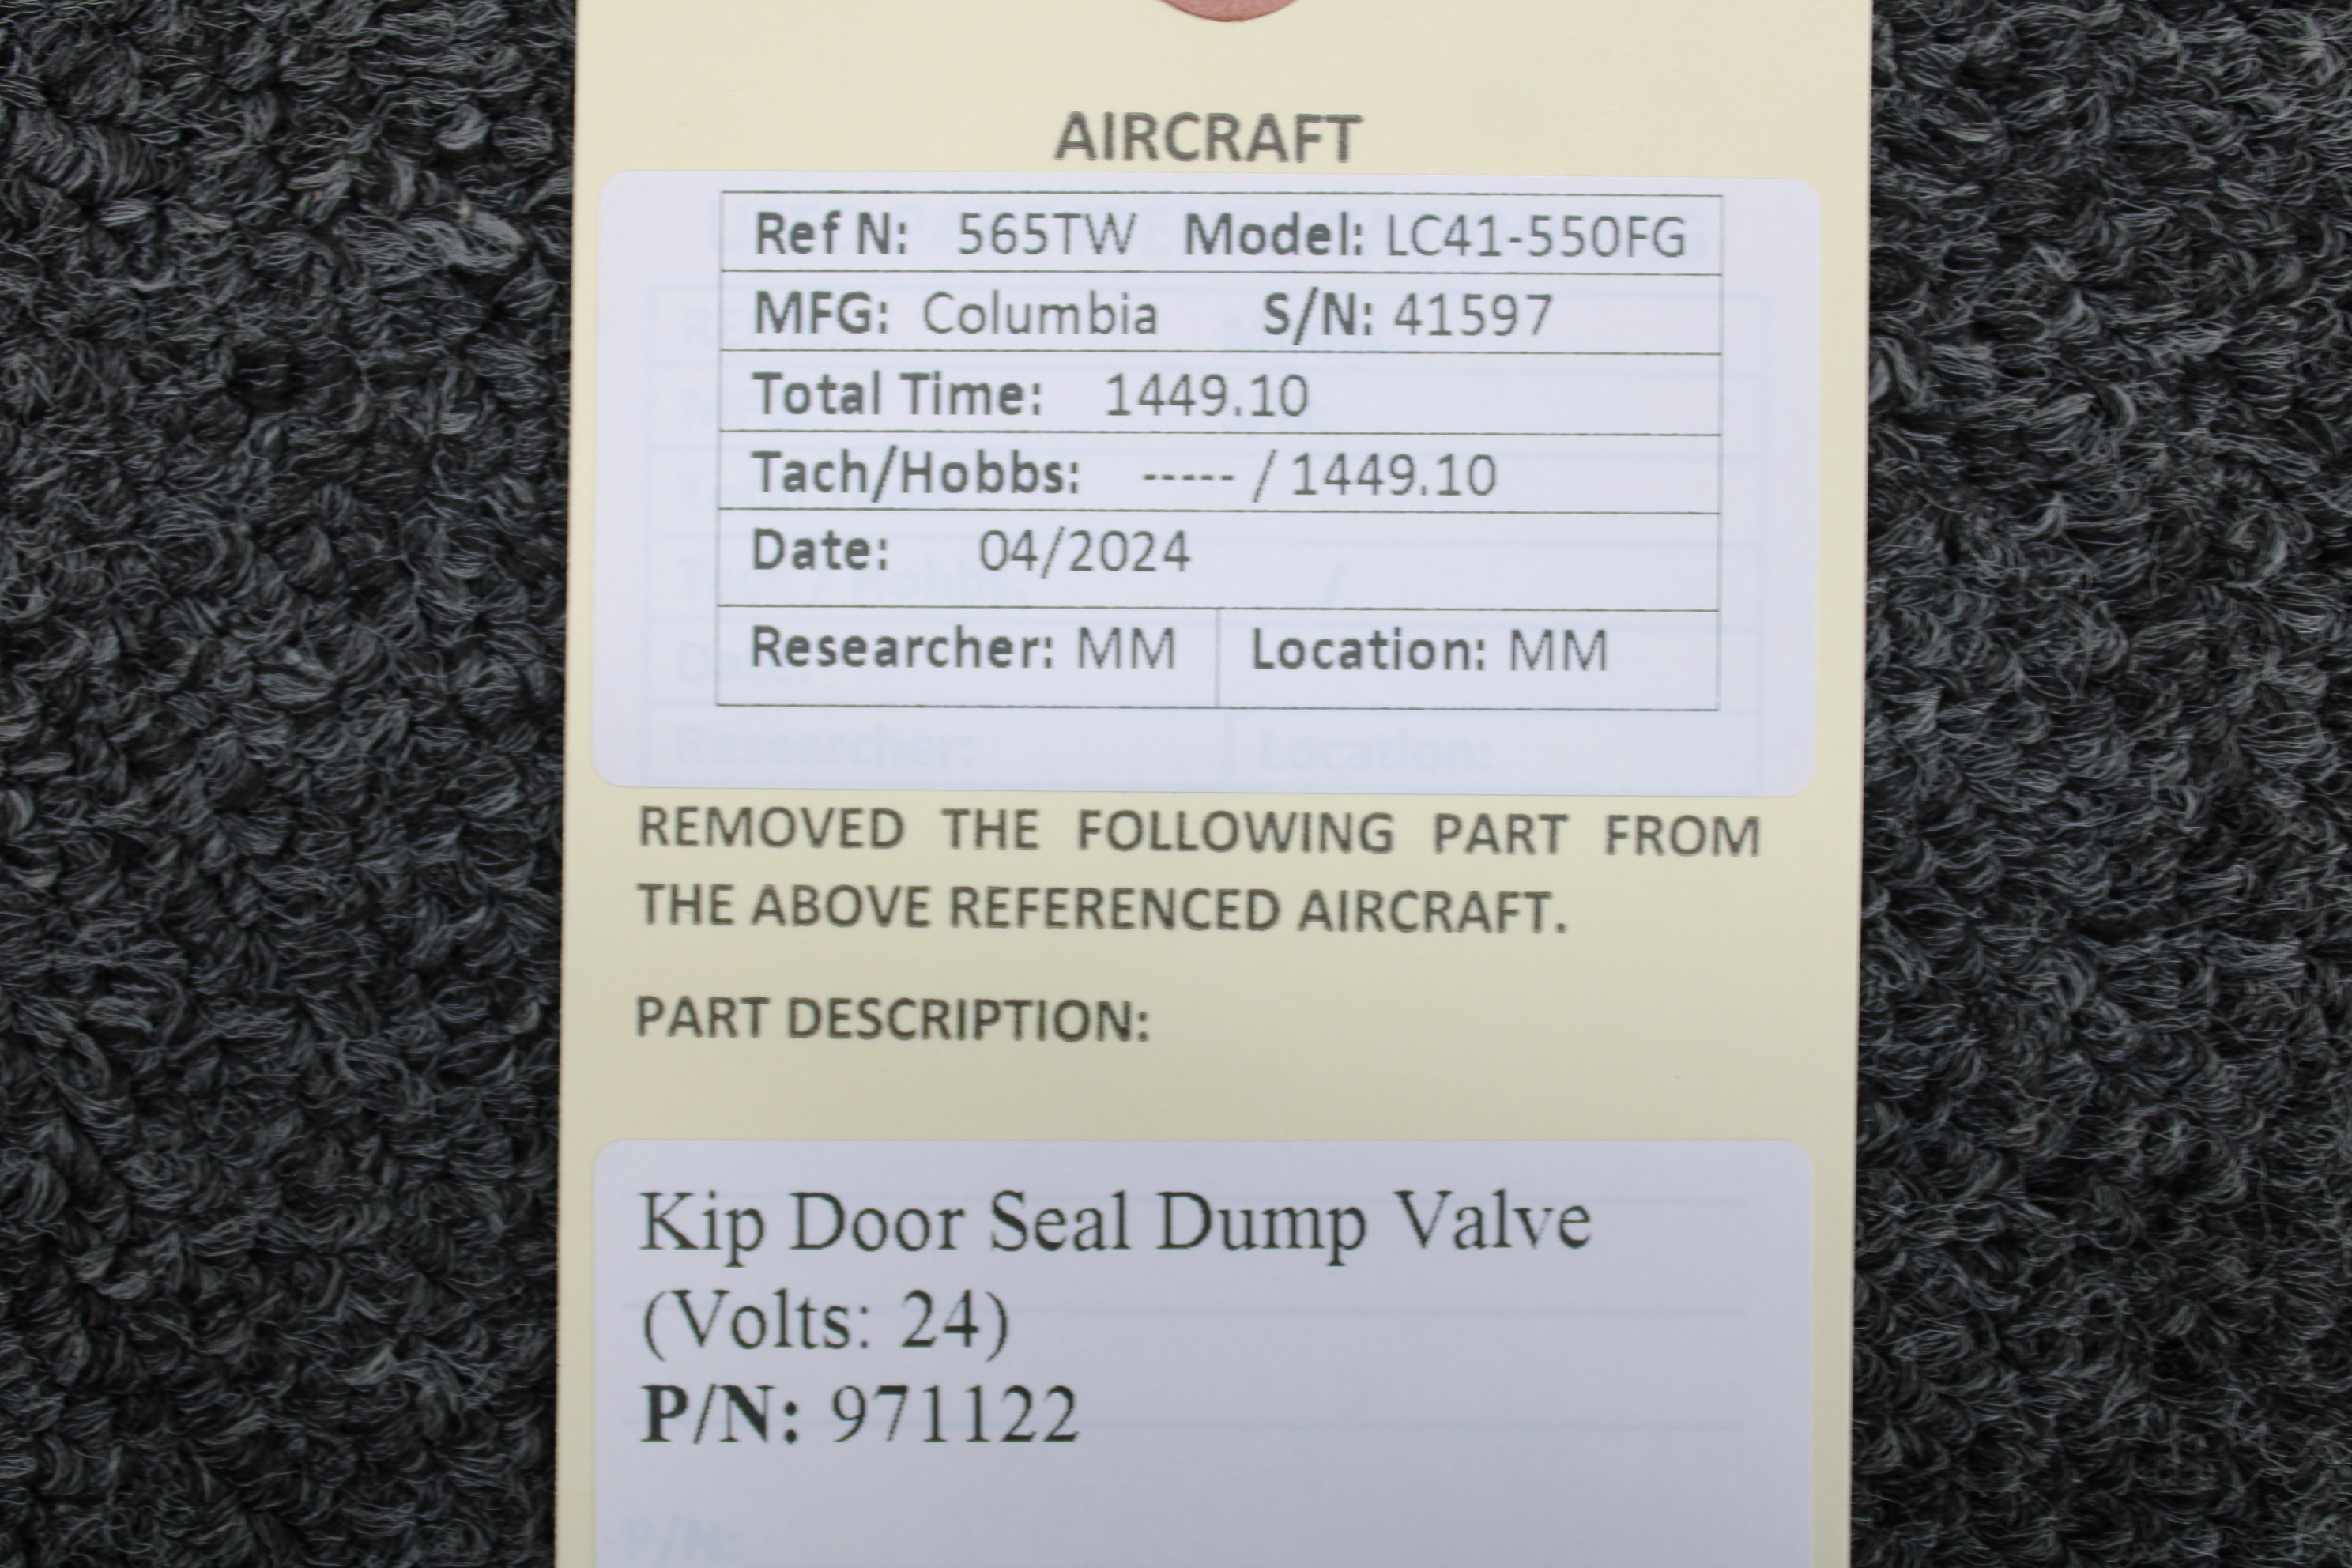 AIRCRAFT
Ref N: 565TW Model: LC41-550FG
MFG: Columbia S/N: 41597
Total Time: 1449.10
Tach/Hobbs: ----- / 1449.10
Date: 04/2024
Researcher: MM Location: MM
Researcher: Location:
REMOVED THE FOLLOWING PART FROM
THE ABOVE REFERENCED AIRCRAFT.
PART DESCRIPTION:
Kip Door Seal Dump Valve
(Volts: 24)
P/N: 971122
P/N: